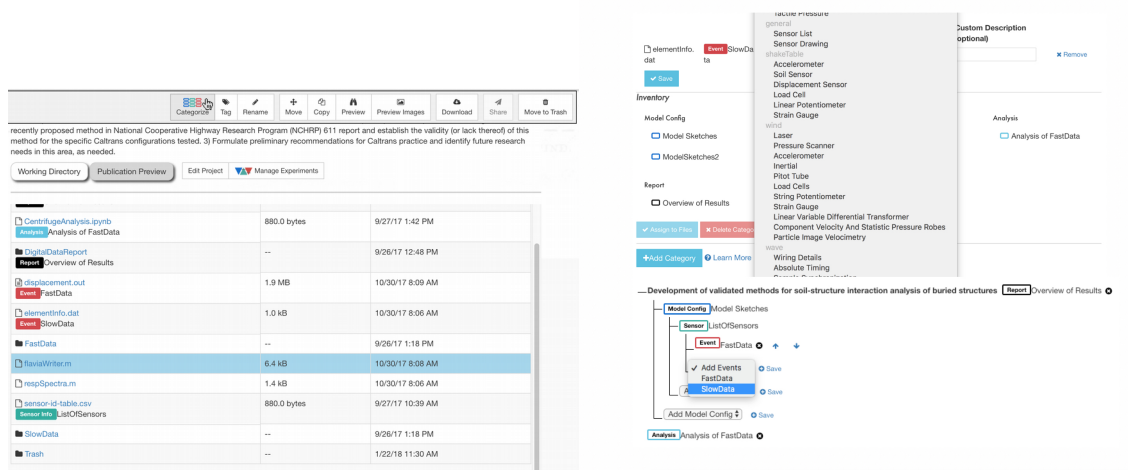 Categorize Tag Rename Move Copy Preview Preview Images Download Share Move to Trash
recently proposed method in National Cooperative Highway Research Program (NCHRP) 611 report and establish the validity (or lack thereof) of this
method for the specific Caltrans configurations tested. 3) Formulate preliminary recommendations for Caltrans practice and identify future research
needs in this area, as needed.
Working Directory Publication Preview Edit Project Manage Experiments
CentrifugeAnalysis.ipynb 880.0 bytes 9/27/17 1:42 PM
Analysis Analysis of FastData
DigitalDataReport -- 9/26/17 12:48 PM
Report Overview of Results
displacement.out 1.9 MB 10/30/17 8:09 AM
Event FastData
elementInfo.dat 1.0 kB 10/30/17 8:06 AM
Event SlowData
FastData -- 9/26/17 1:18 PM
flaviaWriter.m 6.4 kB 10/30/17 8:08 AM
respSpectra.m 1.4 kB 10/30/17 8:06 AM
sensor-id-table.csv 880.0 bytes 9/27/17 10:39 AM
Sensor Info ListOfSensors
SlowData -- 9/26/17 1:18 PM
Trash -- 1/22/18 11:30 AM
Tactile Pressure
general
Sensor List
Sensor Drawing
shakeTable
Accelerometer
Soil Sensor
Displacement Sensor
Load Cell
Linear Potentiometer
Strain Gauge
wind
Laser
Pressure Scanner
Accelerometer
Inertial
Pitot Tube
Load Cells
String Potentiometer
Strain Gauge
Linear Variable Differential Transformer
Component Velocity And Statistic Pressure Robes
Particle Image Velocimetry
wave
Wiring Details
Absolute Timing
Custom Description
optional)
elementInfo. Event SlowDa
dat ta
Remove
Save
Inventory
Model Config Analysis
Model Sketches Analysis of FastData
ModelSketches2
Report
Overview of Results
Assign to Files Delete Catego
+Add Category Learn More
Development of validated methods for soil-structure interaction analysis of buried structures Report Overview of Results
Model Config Model Sketches
Sensor ListOfSensors
Event FastData
Add Events Save
FastData
SlowData
A Save
Add Model Config Save
Analysis Analysis of FastData